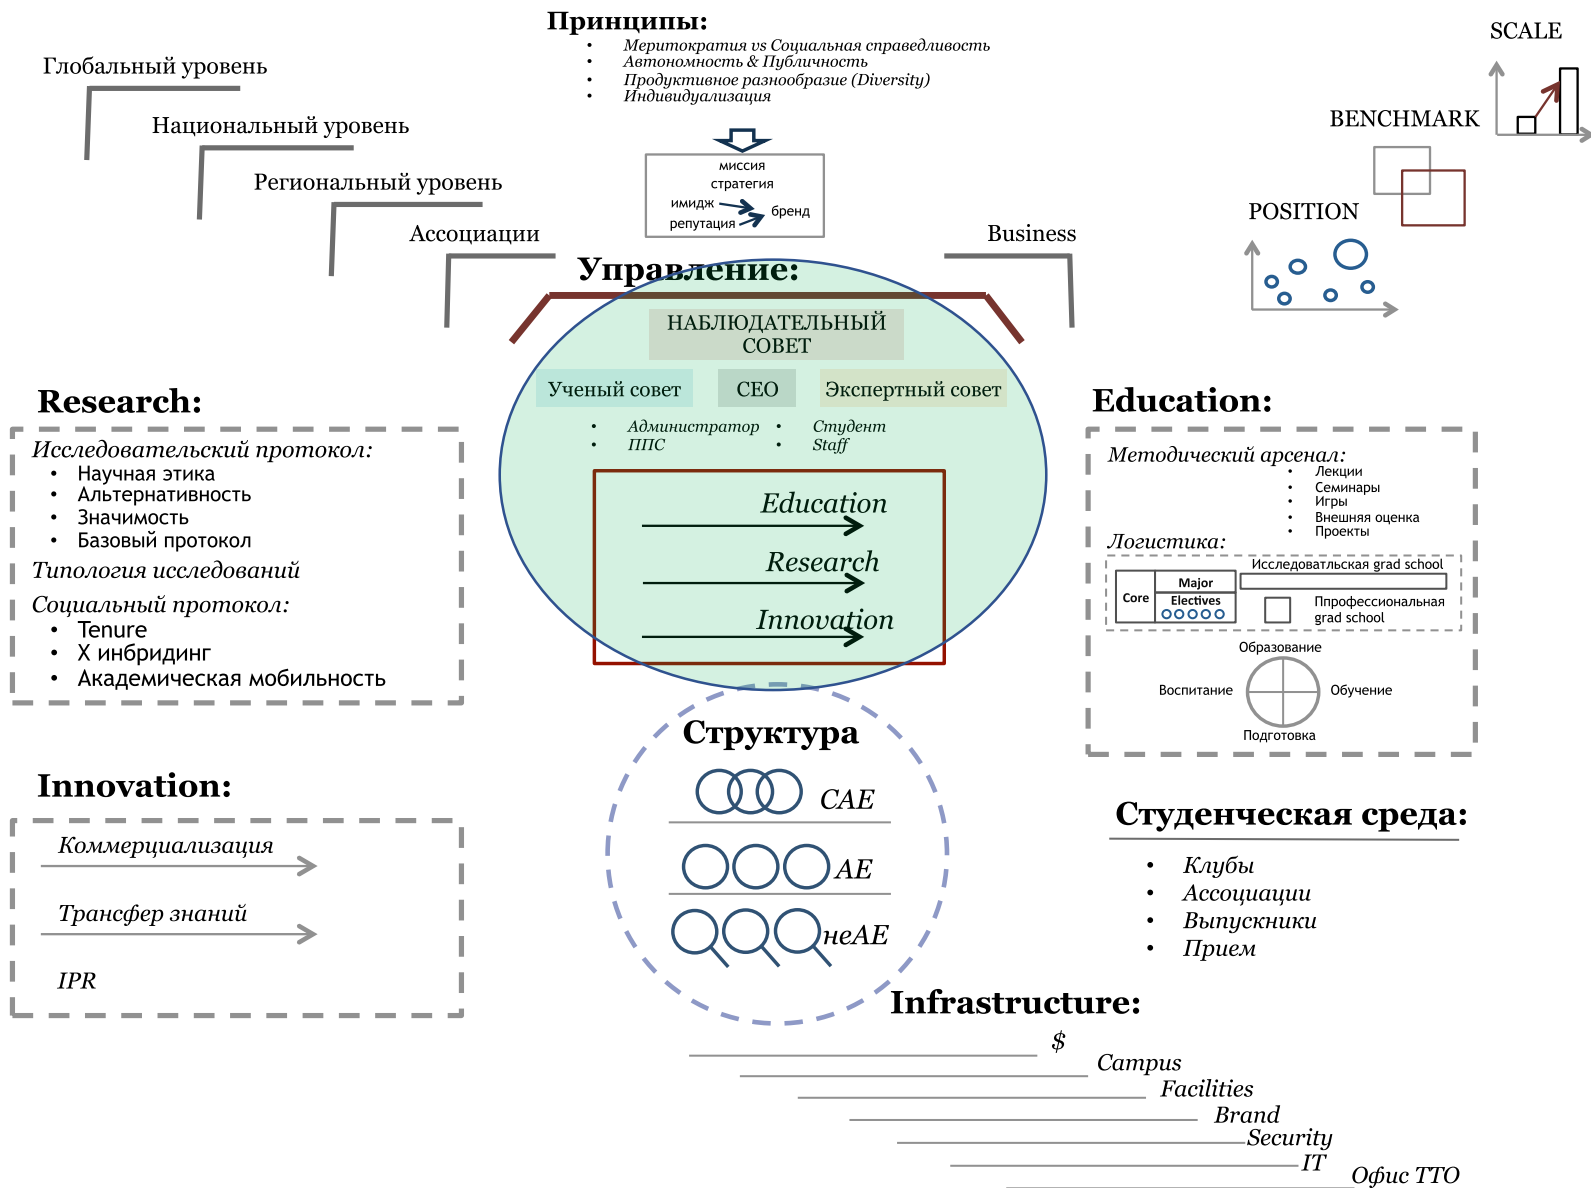 Принципы:
• Меритократия vs Социальная справедливость
• Автономность & Публичность
• Продуктивное разнообразие (Diversity)
• Индивидуализация
SCALE
BENCHMARK
POSITION
Глобальный уровень
Национальный уровень
Региональный уровень
Ассоциации
Business
миссия
стратегия
имидж
репутация
бренд
Управление:
НАБЛЮДАТЕЛЬНЫЙ
СОВЕТ
Ученый совет
CEO
Экспертный совет
• Администратор
• ППС
• Студент
• Staff
Education
Research
Innovation
Research:
Исследовательский протокол:
• Научная этика
• Альтернативность
• Значимость
• Базовый протокол
Типология исследований
Социальный протокол:
• Tenure
• X инбридинг
• Академическая мобильность
Education:
Методический арсенал:
• Лекции
• Семинары
• Игры
• Внешняя оценка
• Проекты
Логистика:
Core
Major
Electives
Исследоватльская grad school
Ппрофессиональная
grad school
Образование
Воспитание
Обучение
Подготовка
Структура
САЕ
АЕ
неАЕ
Innovation:
Коммерциализация
Трансфер знаний
IPR
Студенческая среда:
• Клубы
• Ассоциации
• Выпускники
• Прием
Infrastructure:
$
Campus
Facilities
Brand
Security
IT
Офис ТТО